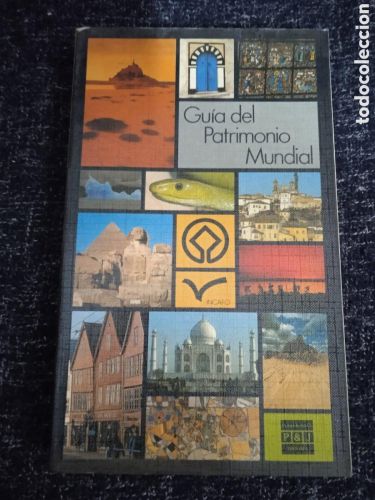 Guía del
Patrimonio
Mundial
INCAFO
P&J
todocoleccion